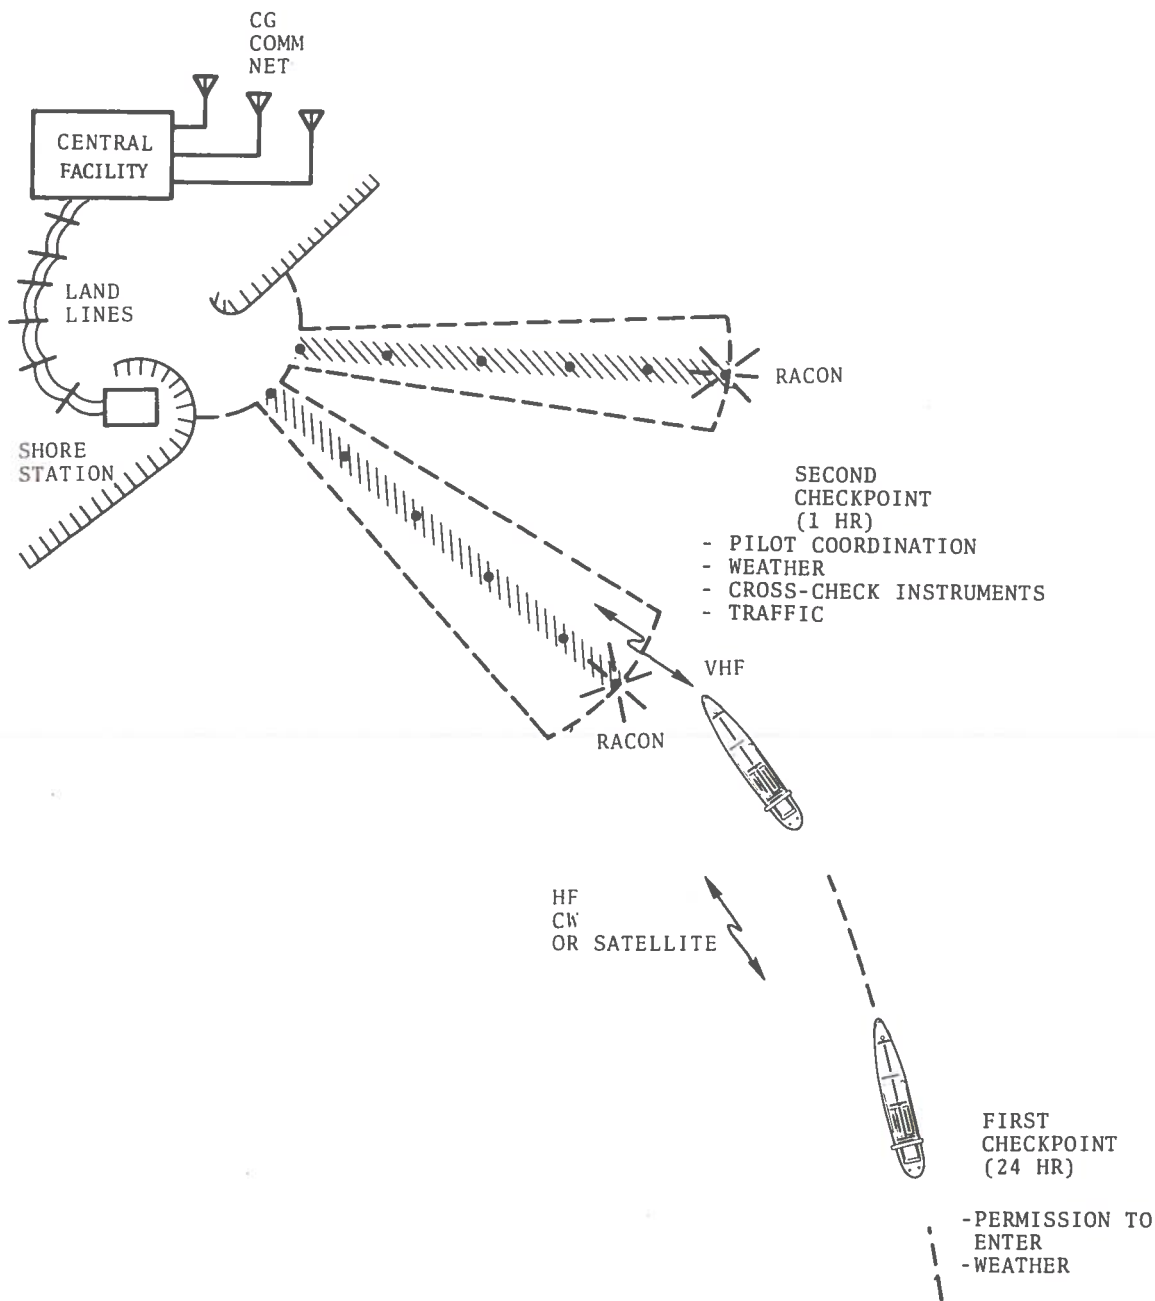 CG
COMM
NET
CENTRAL
FACILITY
LAND
LINES
SHORE
STATION
RACON
SECOND
CHECKPOINT
(1 HR)
- PILOT COORDINATION
- WEATHER
- CROSS-CHECK INSTRUMENTS
- TRAFFIC
VHF
RACON
HF
CW
OR SATELLITE
FIRST
CHECKPOINT
(24 HR)
-PERMISSION TO
ENTER
-WEATHER